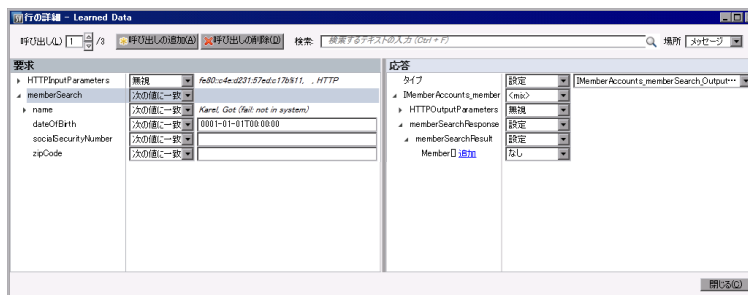 行の詳細 - Learned Data
呼び出し(L) 1 /3 呼び出しの追加(A) 呼び出しの削除(D) 検索: 検索するテキストの入力 (Ctrl + F) 場所 メッセージ
要求
HTTPInputParameters 無視 fe80::c4e:d231:57ed:c17b%11, , HTTP
memberSearch 次の値に一致
name 次の値に一致 Karel, Got (fail: not in system)
dateOfBirth 次の値に一致 0001-01-01T00:00:00
socialSecurityNumber 次の値に一致
zipCode 次の値に一致
応答
タイプ 設定 IMemberAccounts_memberSearch_Output…
IMemberAccounts_member <mix>
HTTPOutputParameters 無視
memberSearchResponse 設定
memberSearchResult 設定
Member[] 追加 なし
閉じる(C)